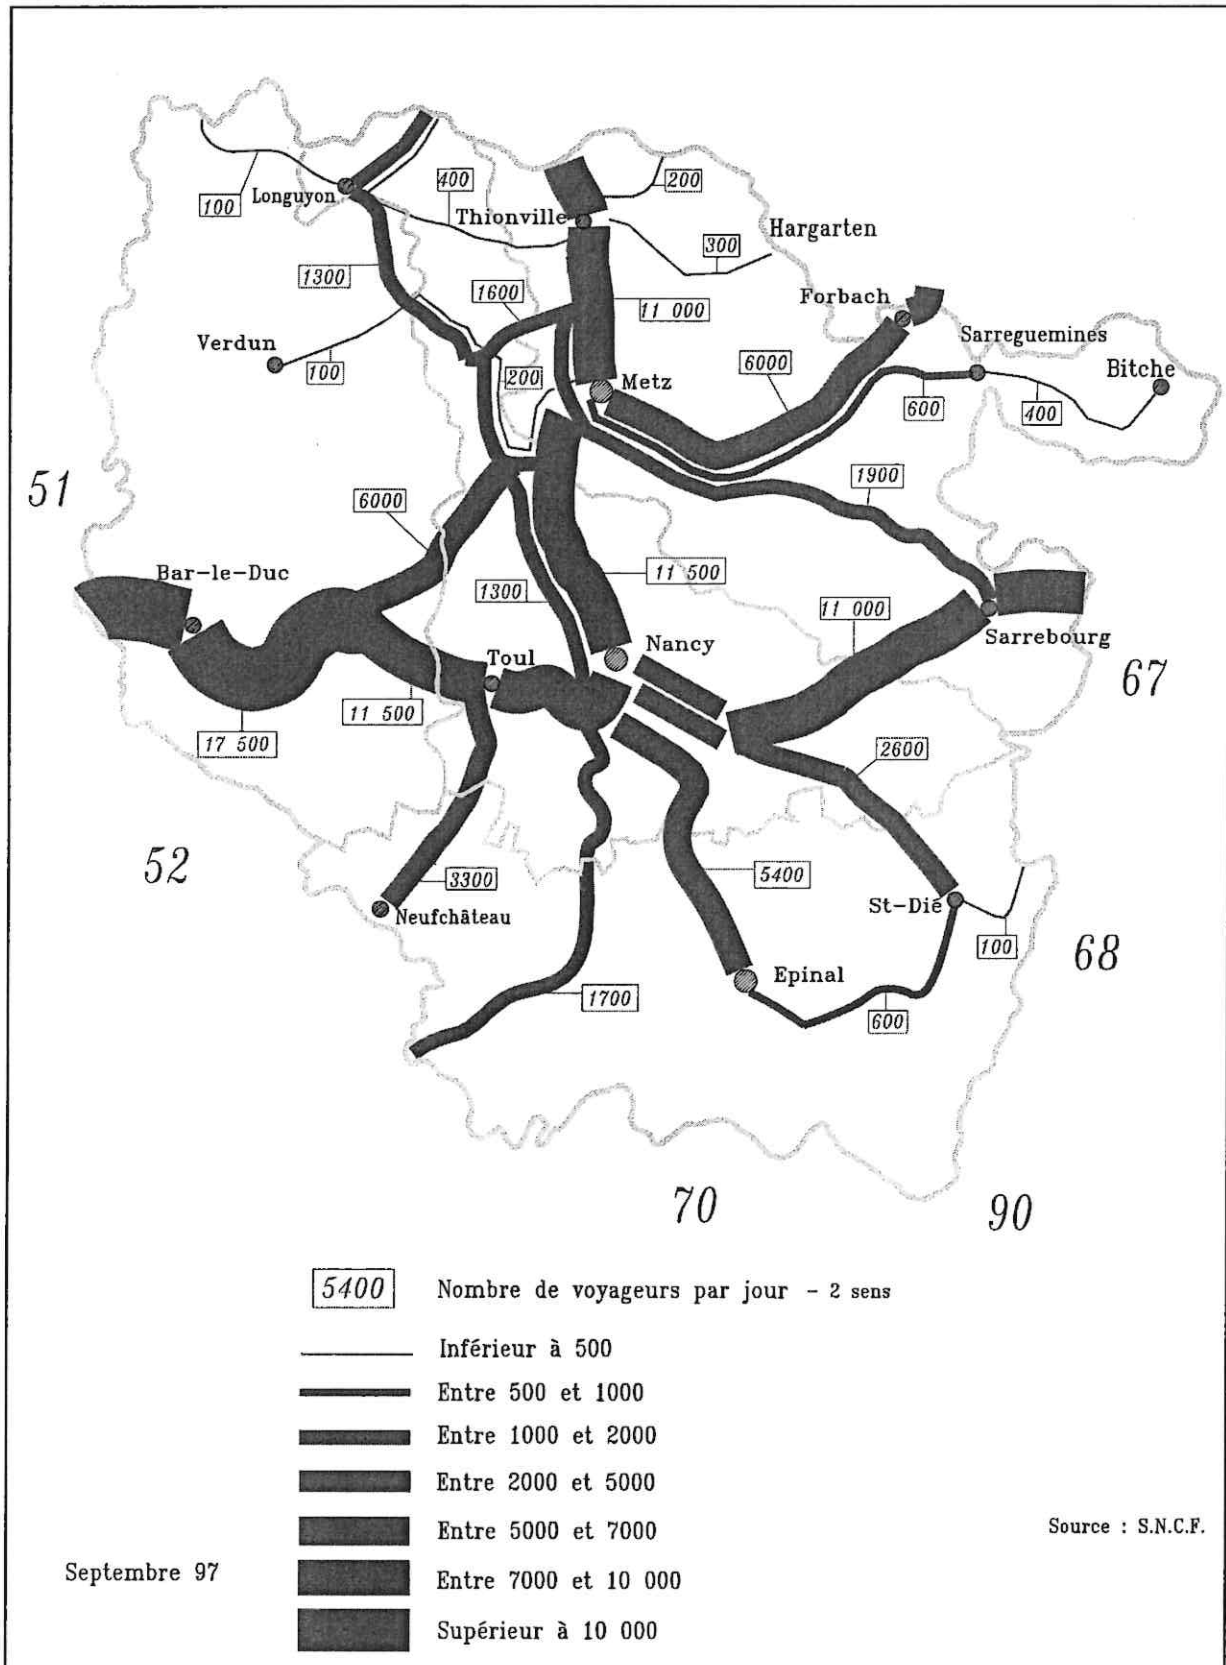 100
Longuyon
400
200
Thionville
Hargarten
300
1300
1600
11 000
Forbach
Sarreguemines
Verdun
100
200
Metz
6000
600
Bitche
400
51
6000
1900
Bar-le-Duc
11 500
1300
11 000
Sarrebourg
Nancy
Toul
67
17 500
11 500
2600
52
3300
Neufchâteau
5400
St-Dié
100
68
Epinal
1700
600
70
90
5400 Nombre de voyageurs par jour - 2 sens
Inférieur à 500
Entre 500 et 1000
Entre 1000 et 2000
Entre 2000 et 5000
Entre 5000 et 7000
Source : S.N.C.F.
Septembre 97
Entre 7000 et 10 000
Supérieur à 10 000